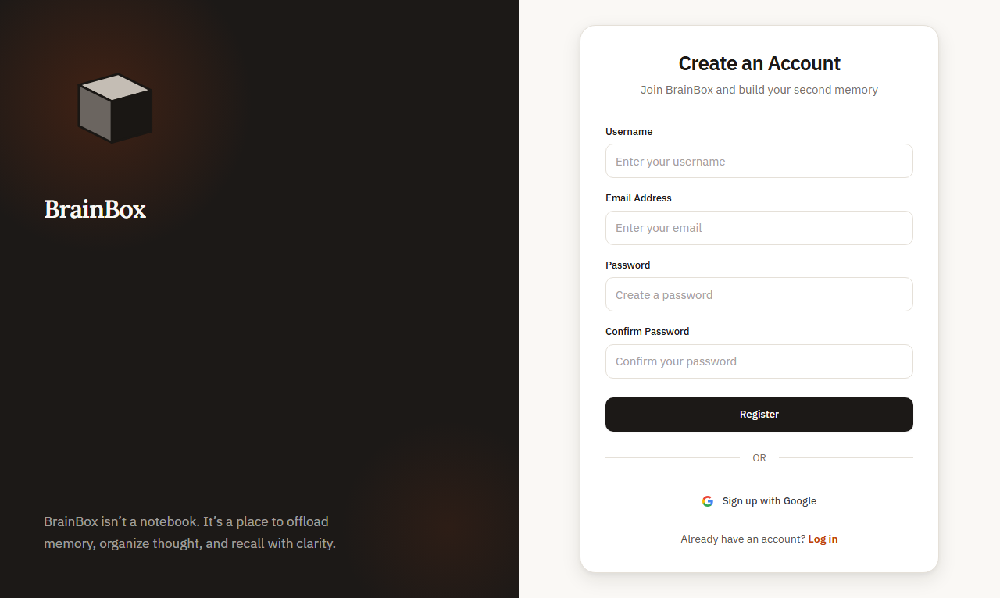 BrainBox
BrainBox isn’t a notebook. It’s a place to offload
memory, organize thought, and recall with clarity.
Create an Account
Join BrainBox and build your second memory
Username
Enter your username
Email Address
Enter your email
Password
Create a password
Confirm Password
Confirm your password
Register
OR
Sign up with Google
Already have an account? Log in